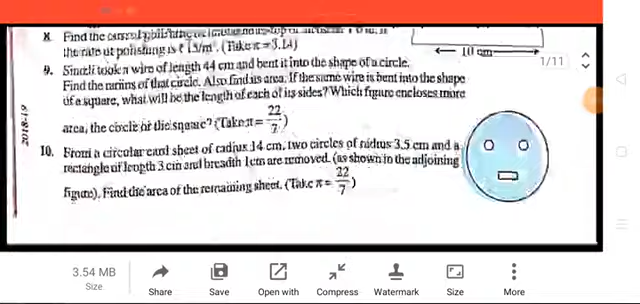 8. Find the cost of polishing
the rate of polishing is ₹ 15/m². (Take π = 3.14)
10 cm
1/11
9. Shazli took a wire of length 44 cm and bent it into the shape of a circle.
Find the radius of that circle. Also find its area. If the same wire is bent into the shape
of a square, what will be the length of each of its sides? Which figure encloses more
area, the circle or the square? (Take π = 22/7)
2018-19
10. From a circular card sheet of radius 14 cm, two circles of radius 3.5 cm and a
rectangle of length 3 cm and breadth 1cm are removed. (as shown in the adjoining
figure). Find the area of the remaining sheet. (Take π = 22/7)
3.54 MB
Size
Share
Save
Open with
Compress
Watermark
Size
More